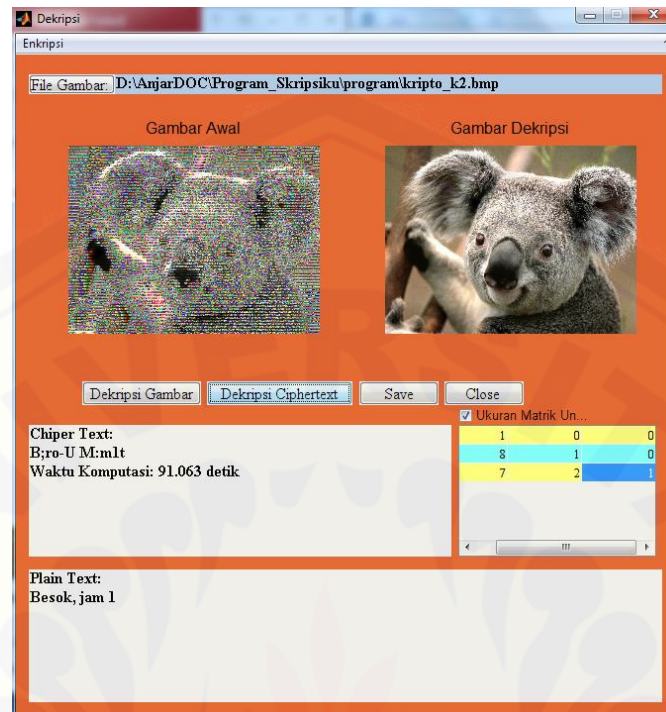 Dekripsi
Enkripsi
File Gambar: D:\AnjarDOC\Program_Skripsiku\program\kripto_k2.bmp
Gambar Awal Gambar Dekripsi
Dekripsi Gambar Dekripsi Ciphertext Save Close
Ukuran Matrik Un...
Chiper Text:
B;ro-U M:m1t
Waktu Komputasi: 91.063 detik
1 0 0
8 1 0
7 2 1
Plain Text:
Besok, jam 1